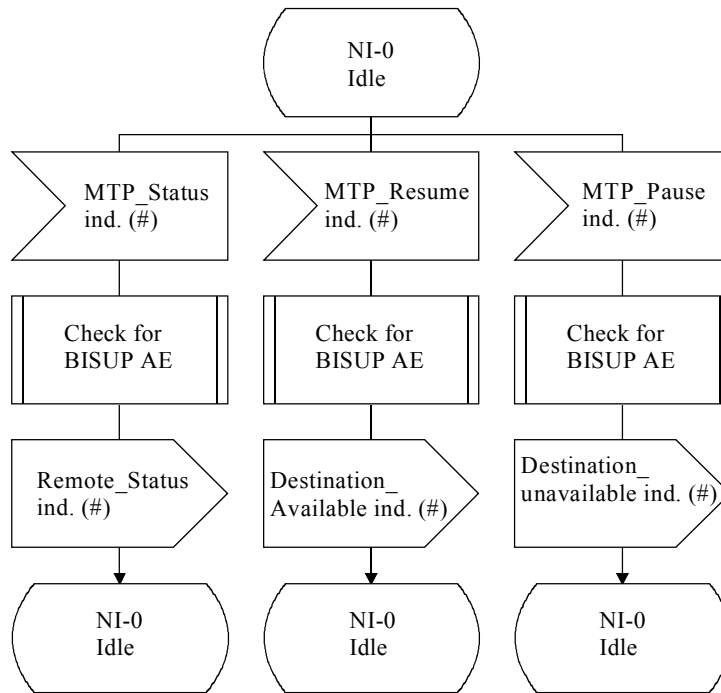 NI-0
Idle
MTP_Status
ind. (#)
MTP_Resume
ind. (#)
MTP_Pause
ind. (#)
Check for
BISUP AE
Check for
BISUP AE
Check for
BISUP AE
Remote_Status
ind. (#)
Destination_
Available ind. (#)
Destination_
unavailable ind. (#)
NI-0
Idle
NI-0
Idle
NI-0
Idle